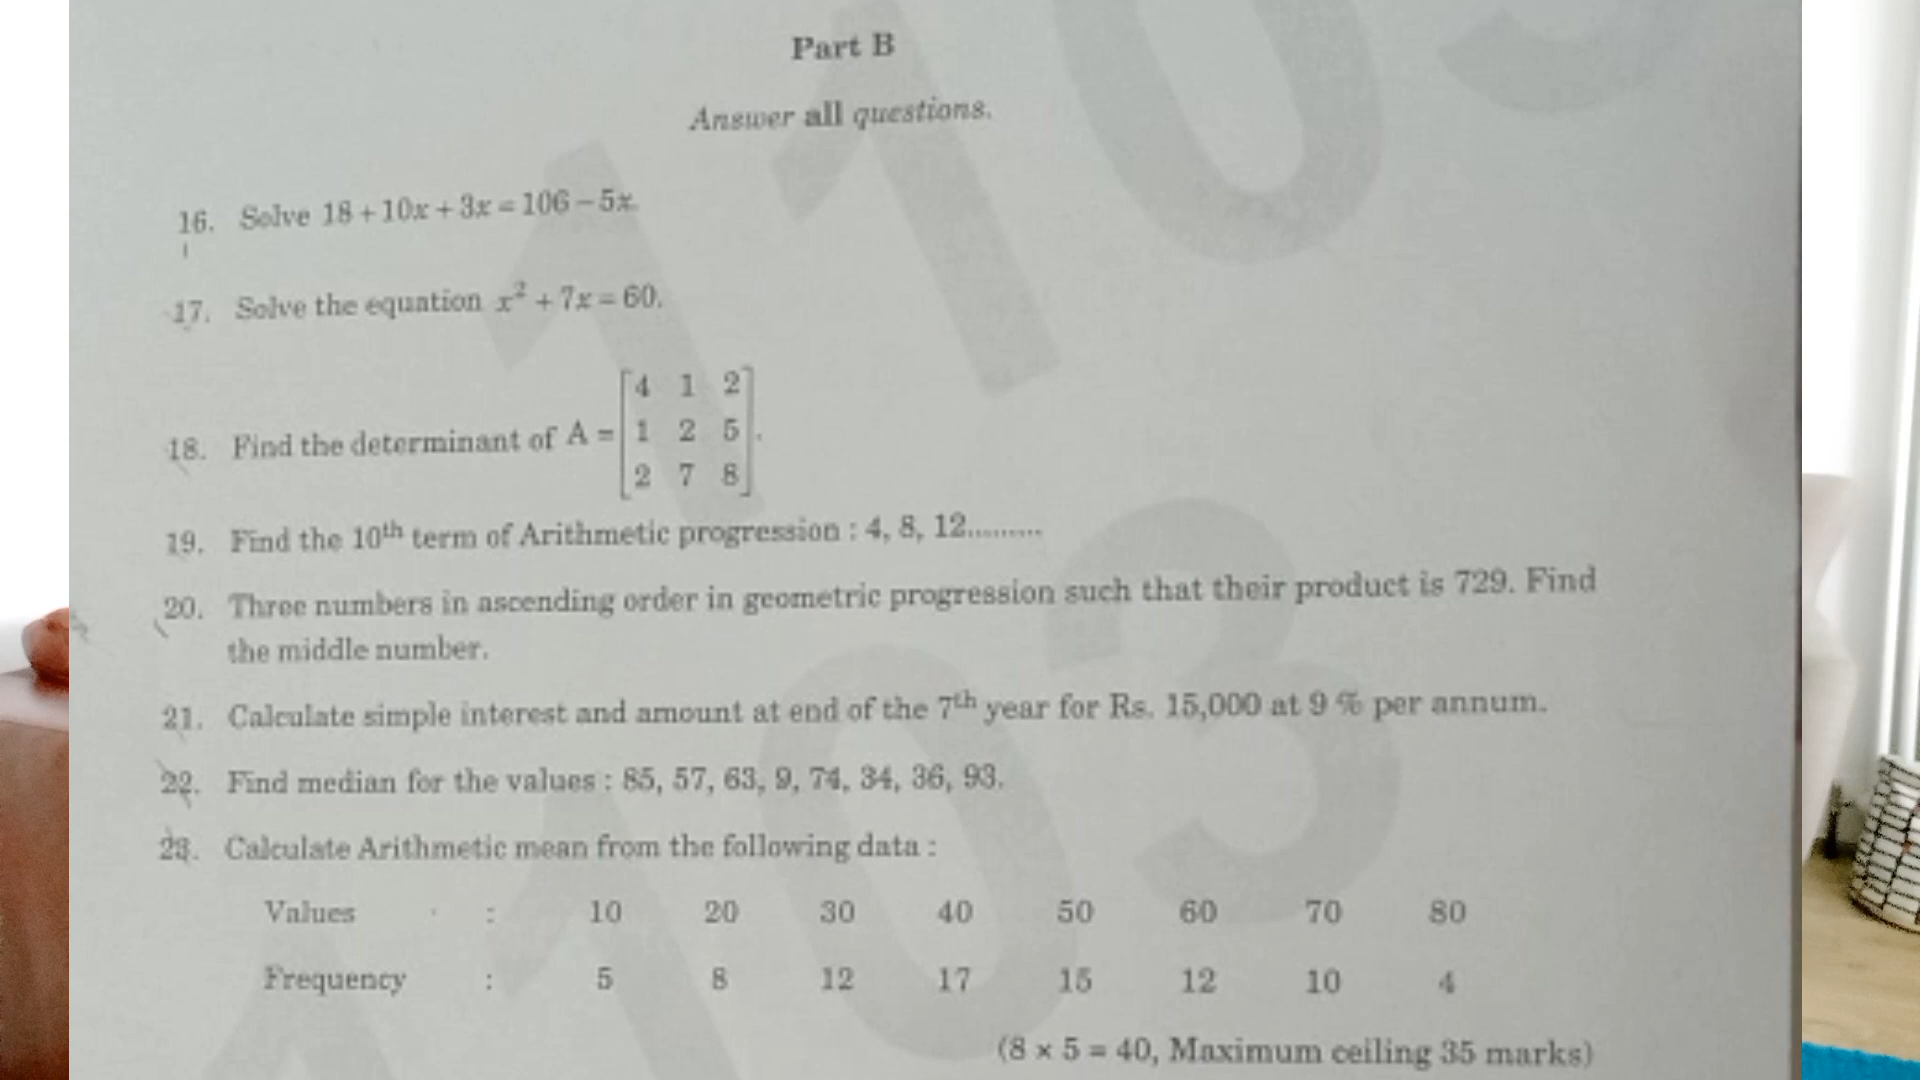 Part B
Answer all questions.
16. Solve 18 + 10x + 3x = 106 – 5x.
17. Solve the equation x² + 7x = 60.
18. Find the determinant of A = [4 1 2
1 2 5
2 7 8].
19. Find the 10th term of Arithmetic progression : 4, 8, 12..........
20. Three numbers in ascending order in geometric progression such that their product is 729. Find
the middle number.
21. Calculate simple interest and amount at end of the 7th year for Rs. 15,000 at 9 % per annum.
22. Find median for the values : 85, 57, 63, 9, 74, 34, 36, 93.
23. Calculate Arithmetic mean from the following data :
Values : 10 20 30 40 50 60 70 80
Frequency : 5 8 12 17 15 12 10 4
(8 × 5 = 40, Maximum ceiling 35 marks)